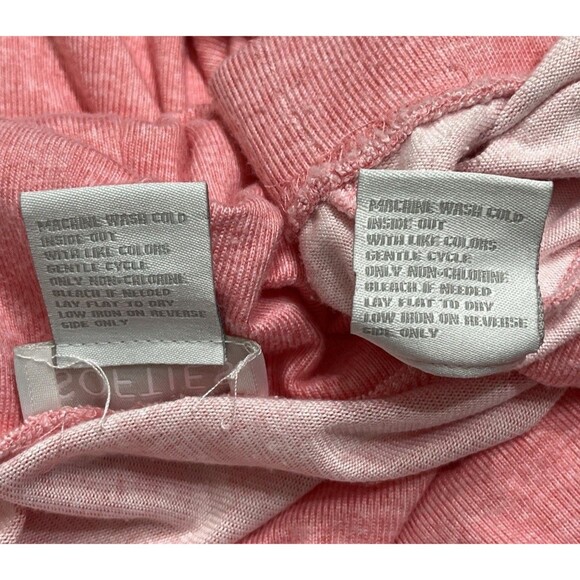 MACHINE WASH COLD
INSIDE OUT
WITH LIKE COLORS
GENTLE CYCLE
ONLY NON-CHLORINE
BLEACH IF NEEDED
LAY FLAT TO DRY
LOW IRON ON REVERSE
SIDE ONLY
SOFTIE
MACHINE WASH COLD
INSIDE OUT
WITH LIKE COLORS
GENTLE CYCLE
ONLY NON-CHLORINE
BLEACH IF NEEDED
LAY FLAT TO DRY
LOW IRON ON REVERSE
SIDE ONLY